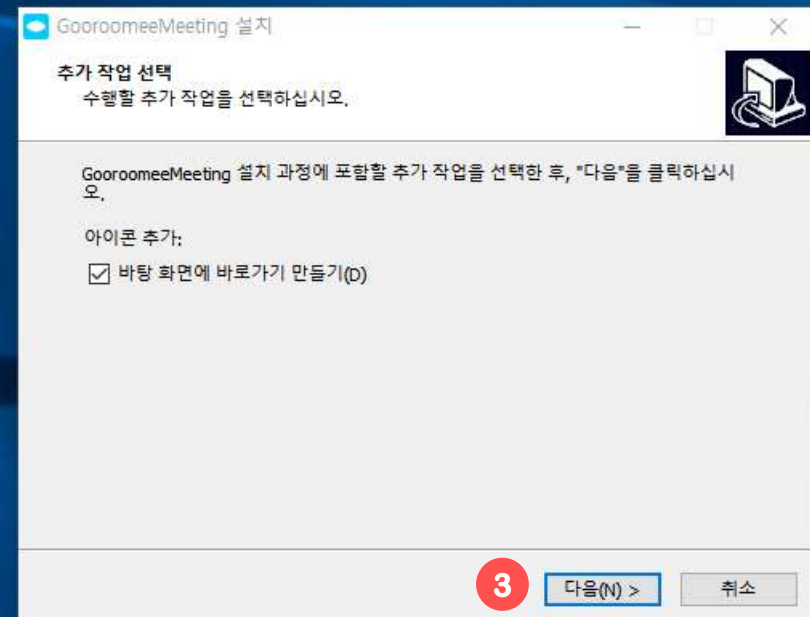 GooroomeeMeeting 설치
추가 작업 선택
수행할 추가 작업을 선택하십시오.
GooroomeeMeeting 설치 과정에 포함할 추가 작업을 선택한 후, "다음"을 클릭하십시
오.
아이콘 추가:
바탕 화면에 바로가기 만들기(D)
3
다음(N) >
취소